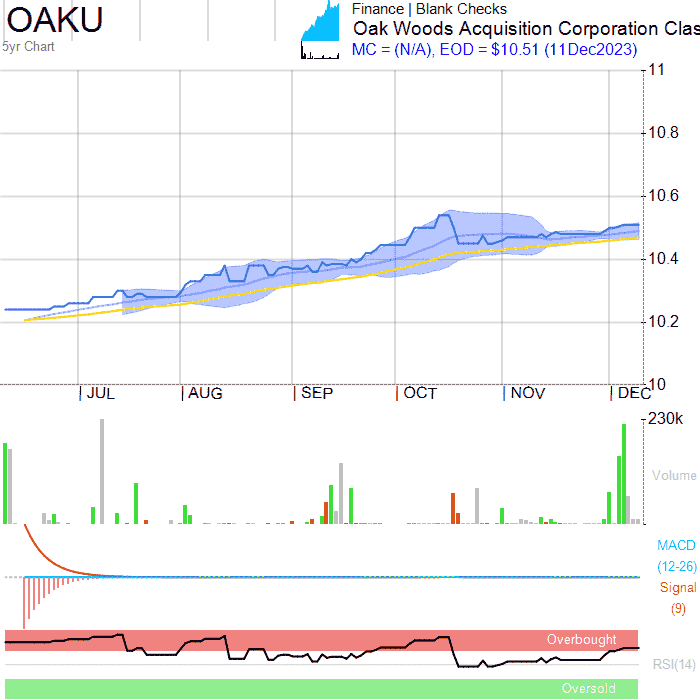 OAKU
5yr Chart
Finance | Blank Checks
Oak Woods Acquisition Corporation Clas
MC = (N/A), EOD = $10.51 (11Dec2023)
11
10.8
10.6
10.4
10.2
10
JUL AUG SEP OCT NOV DEC
230k
Volume
MACD
(12-26)
Signal
(9)
Overbought
RSI(14)
Oversold